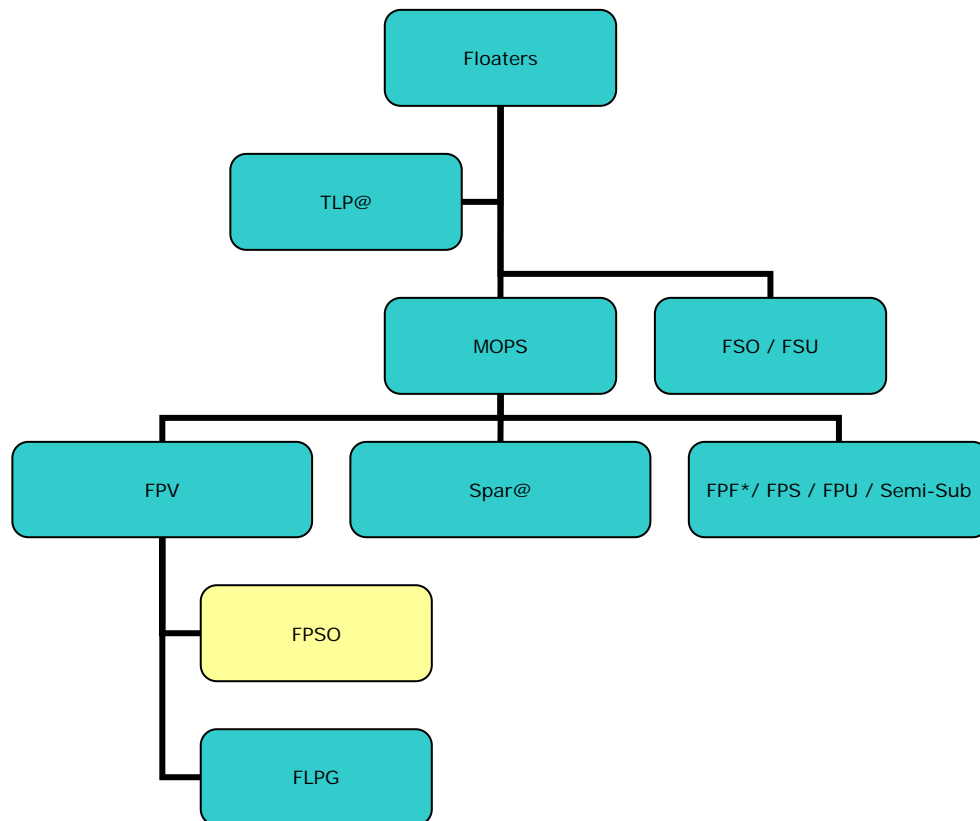 Floaters
TLP@
MOPS
FSO / FSU
FPV
Spar@
FPF*/ FPS / FPU / Semi-Sub
FPSO
FLPG